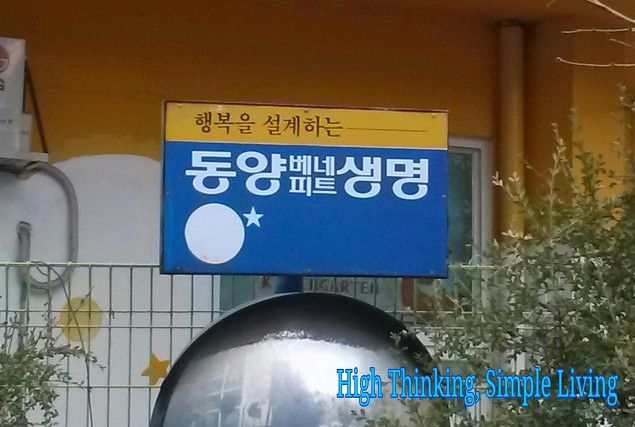 행복을 설계하는
동양베네피트생명
KINDERGARTEN
High Thinking, Simple Living